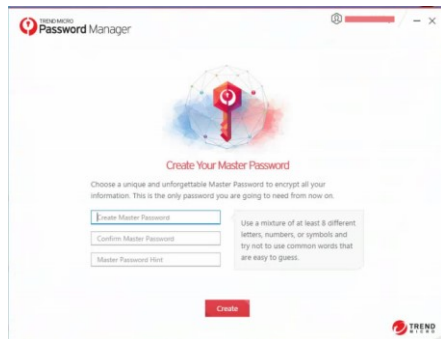 TREND MICRO
Password Manager
Create Your Master Password
Choose a unique and unforgettable Master Password to encrypt all your
information. This is the only password you are going to need from now on.
Create Master Password
Confirm Master Password
Master Password Hint
Use a mixture of at least 8 different
letters, numbers, or symbols and
try not to use common words that
are easy to guess.
Create
TREND
MICRO